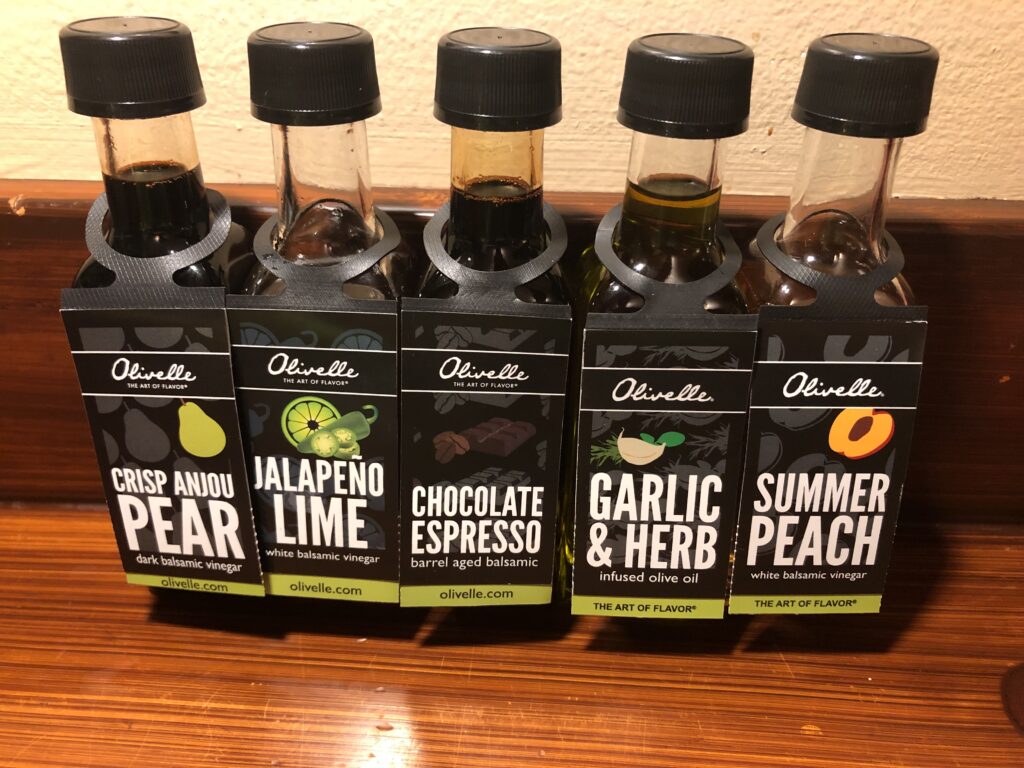 Olivelle
THE ART OF FLAVOR®
CRISP ANJOU
PEAR
dark balsamic vinegar
olivelle.com
Olivelle
THE ART OF FLAVOR®
JALAPEÑO
LIME
white balsamic vinegar
olivelle.com
Olivelle
THE ART OF FLAVOR®
CHOCOLATE
ESPRESSO
barrel aged balsamic
olivelle.com
Olivelle®
GARLIC
& HERB
infused olive oil
THE ART OF FLAVOR®
Olivelle®
SUMMER
PEACH
white balsamic vinegar
THE ART OF FLAVOR®